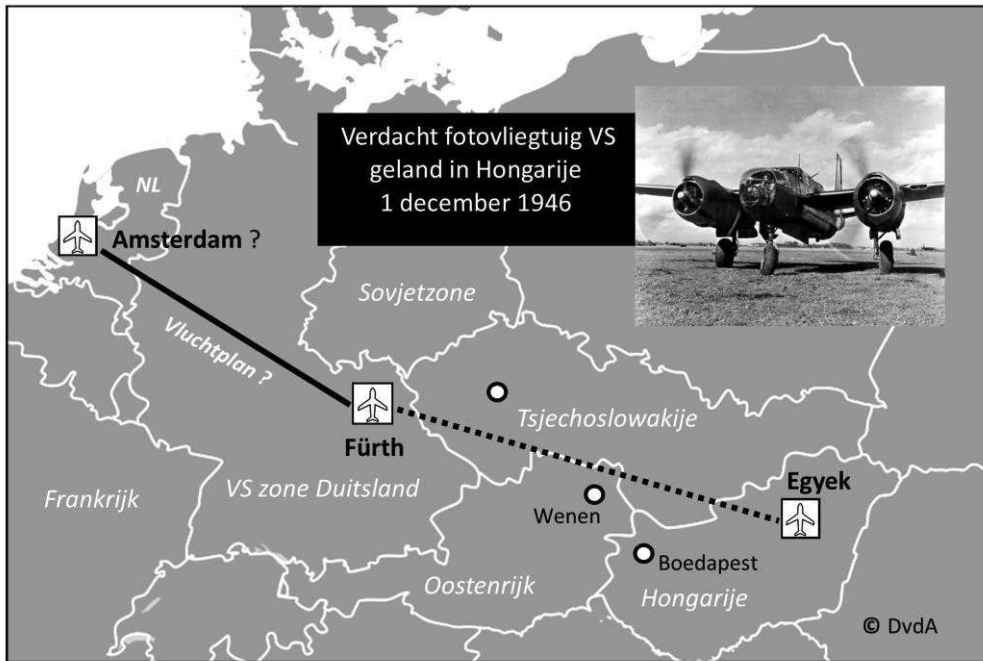 Verdacht fotovliegtuig VS
geland in Hongarije
1 december 1946
NL
Amsterdam ?
Sovjetzone
Vluchtplan ?
Tsjechoslowakije
Fürth
Egyek
Frankrijk
VS zone Duitsland
Wenen
Boedapest
Oostenrijk
Hongarije
© DvdA